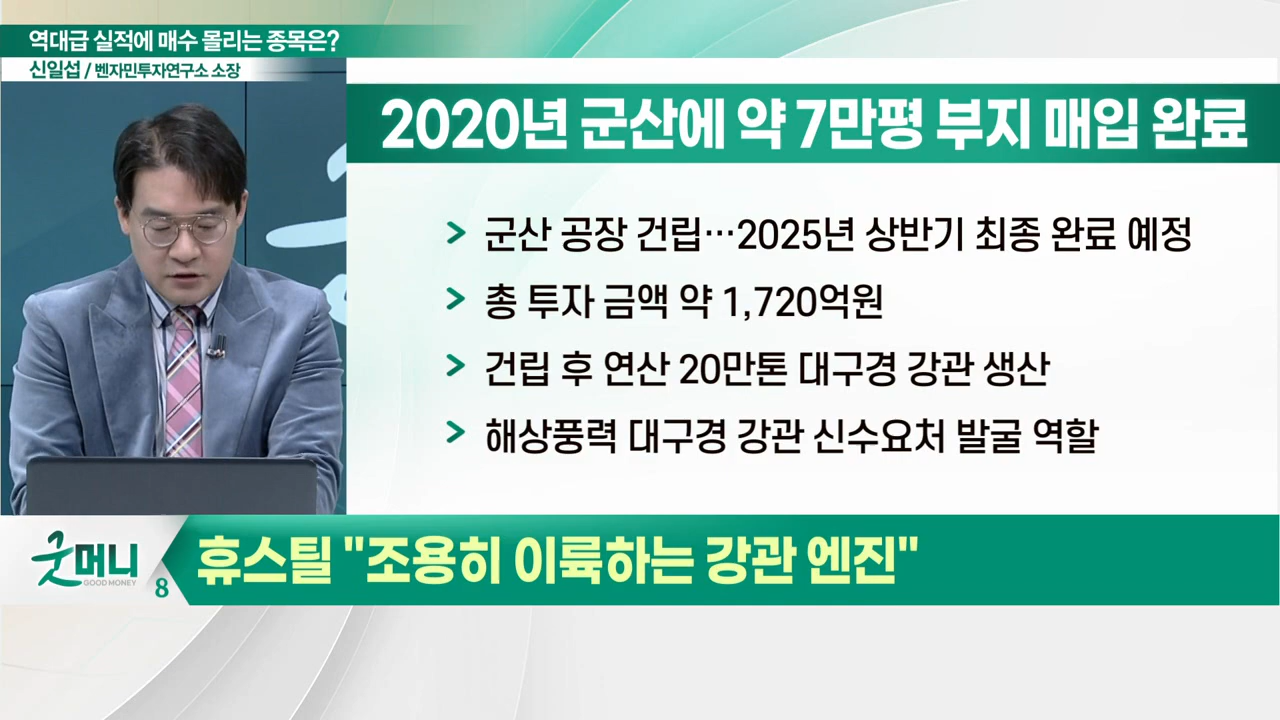 역대급 실적에 매수 몰리는 종목은?
신일섭 / 벤자민투자연구소 소장
2020년 군산에 약 7만평 부지 매입 완료
> 군산 공장 건립…2025년 상반기 최종 완료 예정
> 총 투자 금액 약 1,720억원
> 건립 후 연산 20만톤 대구경 강관 생산
> 해상풍력 대구경 강관 신수요처 발굴 역할
굿머니
GOOD MONEY
8
휴스틸 "조용히 이륙하는 강관 엔진"